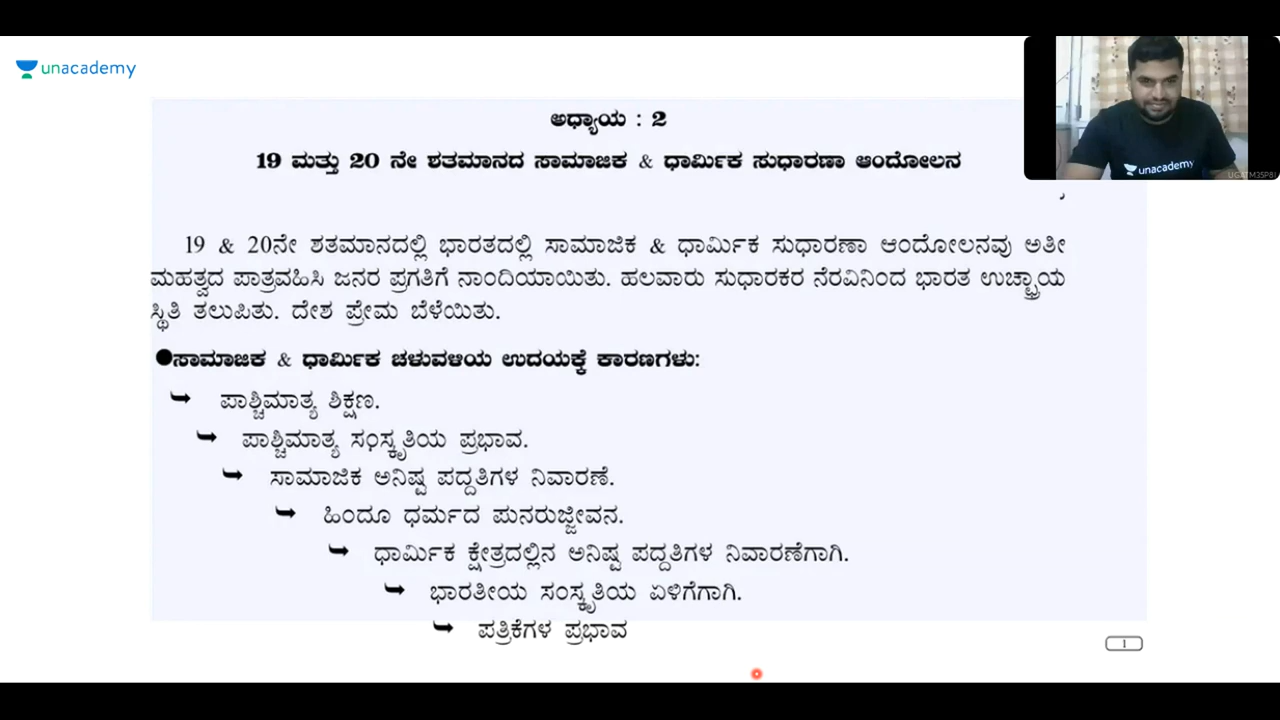 unacademy
ಅಧ್ಯಾಯ : 2
19 ಮತ್ತು 20 ನೇ ಶತಮಾನದ ಸಾಮಾಜಿಕ & ಧಾರ್ಮಿಕ ಸುಧಾರಣಾ ಆಂದೋಲನ
unacademy
19 & 20ನೇ ಶತಮಾನದಲ್ಲಿ ಭಾರತದಲ್ಲಿ ಸಾಮಾಜಿಕ & ಧಾರ್ಮಿಕ ಸುಧಾರಣಾ ಆಂದೋಲನವು ಅತೀ
ಮಹತ್ವದ ಪಾತ್ರವಹಿಸಿ ಜನರ ಪ್ರಗತಿಗೆ ನಾಂದಿಯಾಯಿತು. ಹಲವಾರು ಸುಧಾರಕರ ನೆರವಿನಿಂದ ಭಾರತ ಉಚ್ಛ್ರಾಯ
ಸ್ಥಿತಿ ತಲುಪಿತು. ದೇಶ ಪ್ರೇಮ ಬೆಳೆಯಿತು.
●ಸಾಮಾಜಿಕ & ಧಾರ್ಮಿಕ ಚಳುವಳಿಯ ಉದಯಕ್ಕೆ ಕಾರಣಗಳು:
➥ ಪಾಶ್ಚಿಮಾತ್ಯ ಶಿಕ್ಷಣ.
➥ ಪಾಶ್ಚಿಮಾತ್ಯ ಸಂಸ್ಕೃತಿಯ ಪ್ರಭಾವ.
➥ ಸಾಮಾಜಿಕ ಅನಿಷ್ಟ ಪದ್ದತಿಗಳ ನಿವಾರಣೆ.
➥ ಹಿಂದೂ ಧರ್ಮದ ಪುನರುಜ್ಜೀವನ.
➥ ಧಾರ್ಮಿಕ ಕ್ಷೇತ್ರದಲ್ಲಿನ ಅನಿಷ್ಟ ಪದ್ದತಿಗಳ ನಿವಾರಣೆಗಾಗಿ.
➥ ಭಾರತೀಯ ಸಂಸ್ಕೃತಿಯ ಏಳಿಗೆಗಾಗಿ.
➥ ಪತ್ರಿಕೆಗಳ ಪ್ರಭಾವ
1